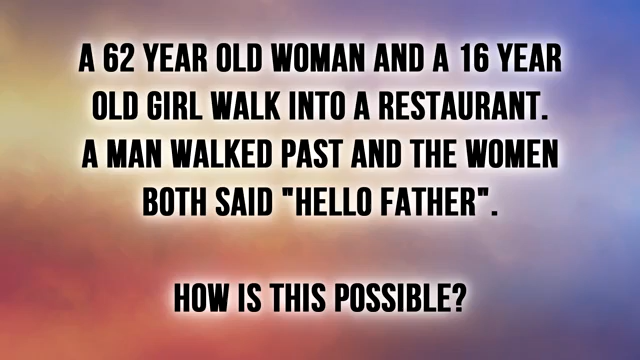 A 62 YEAR OLD WOMAN AND A 16 YEAR
OLD GIRL WALK INTO A RESTAURANT.
A MAN WALKED PAST AND THE WOMEN
BOTH SAID "HELLO FATHER".
HOW IS THIS POSSIBLE?